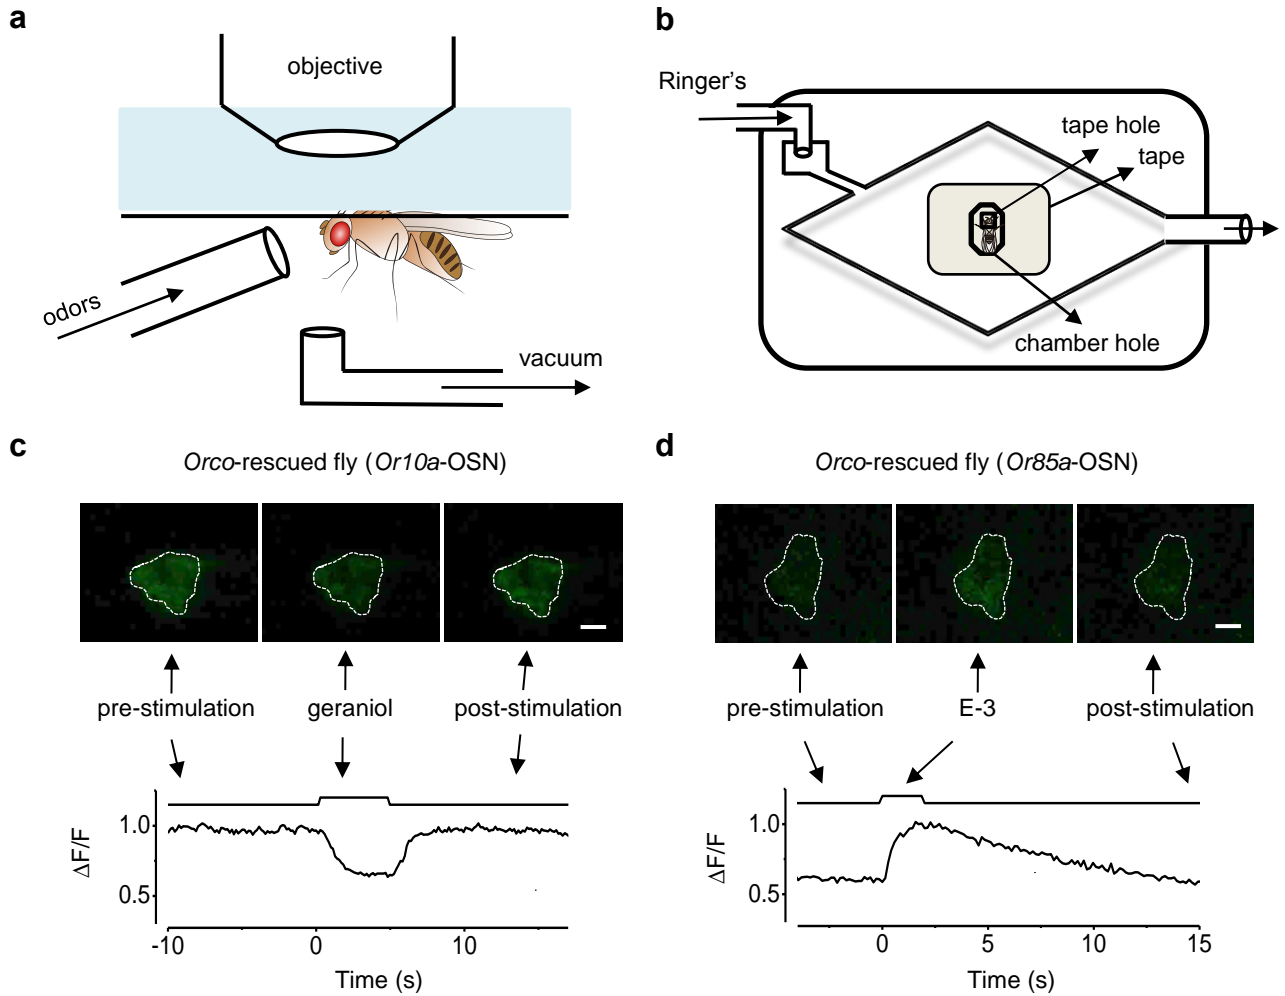 a
objective
odors
vacuum
b
Ringer's
tape hole
tape
chamber hole
c
Orco-rescued fly (Or10a-OSN)
pre-stimulation
geraniol
post-stimulation
ΔF/F
1.0
0.5
-10
0
10
Time (s)
d
Orco-rescued fly (Or85a-OSN)
pre-stimulation
E-3
post-stimulation
ΔF/F
1.0
0.5
0
5
10
15
Time (s)